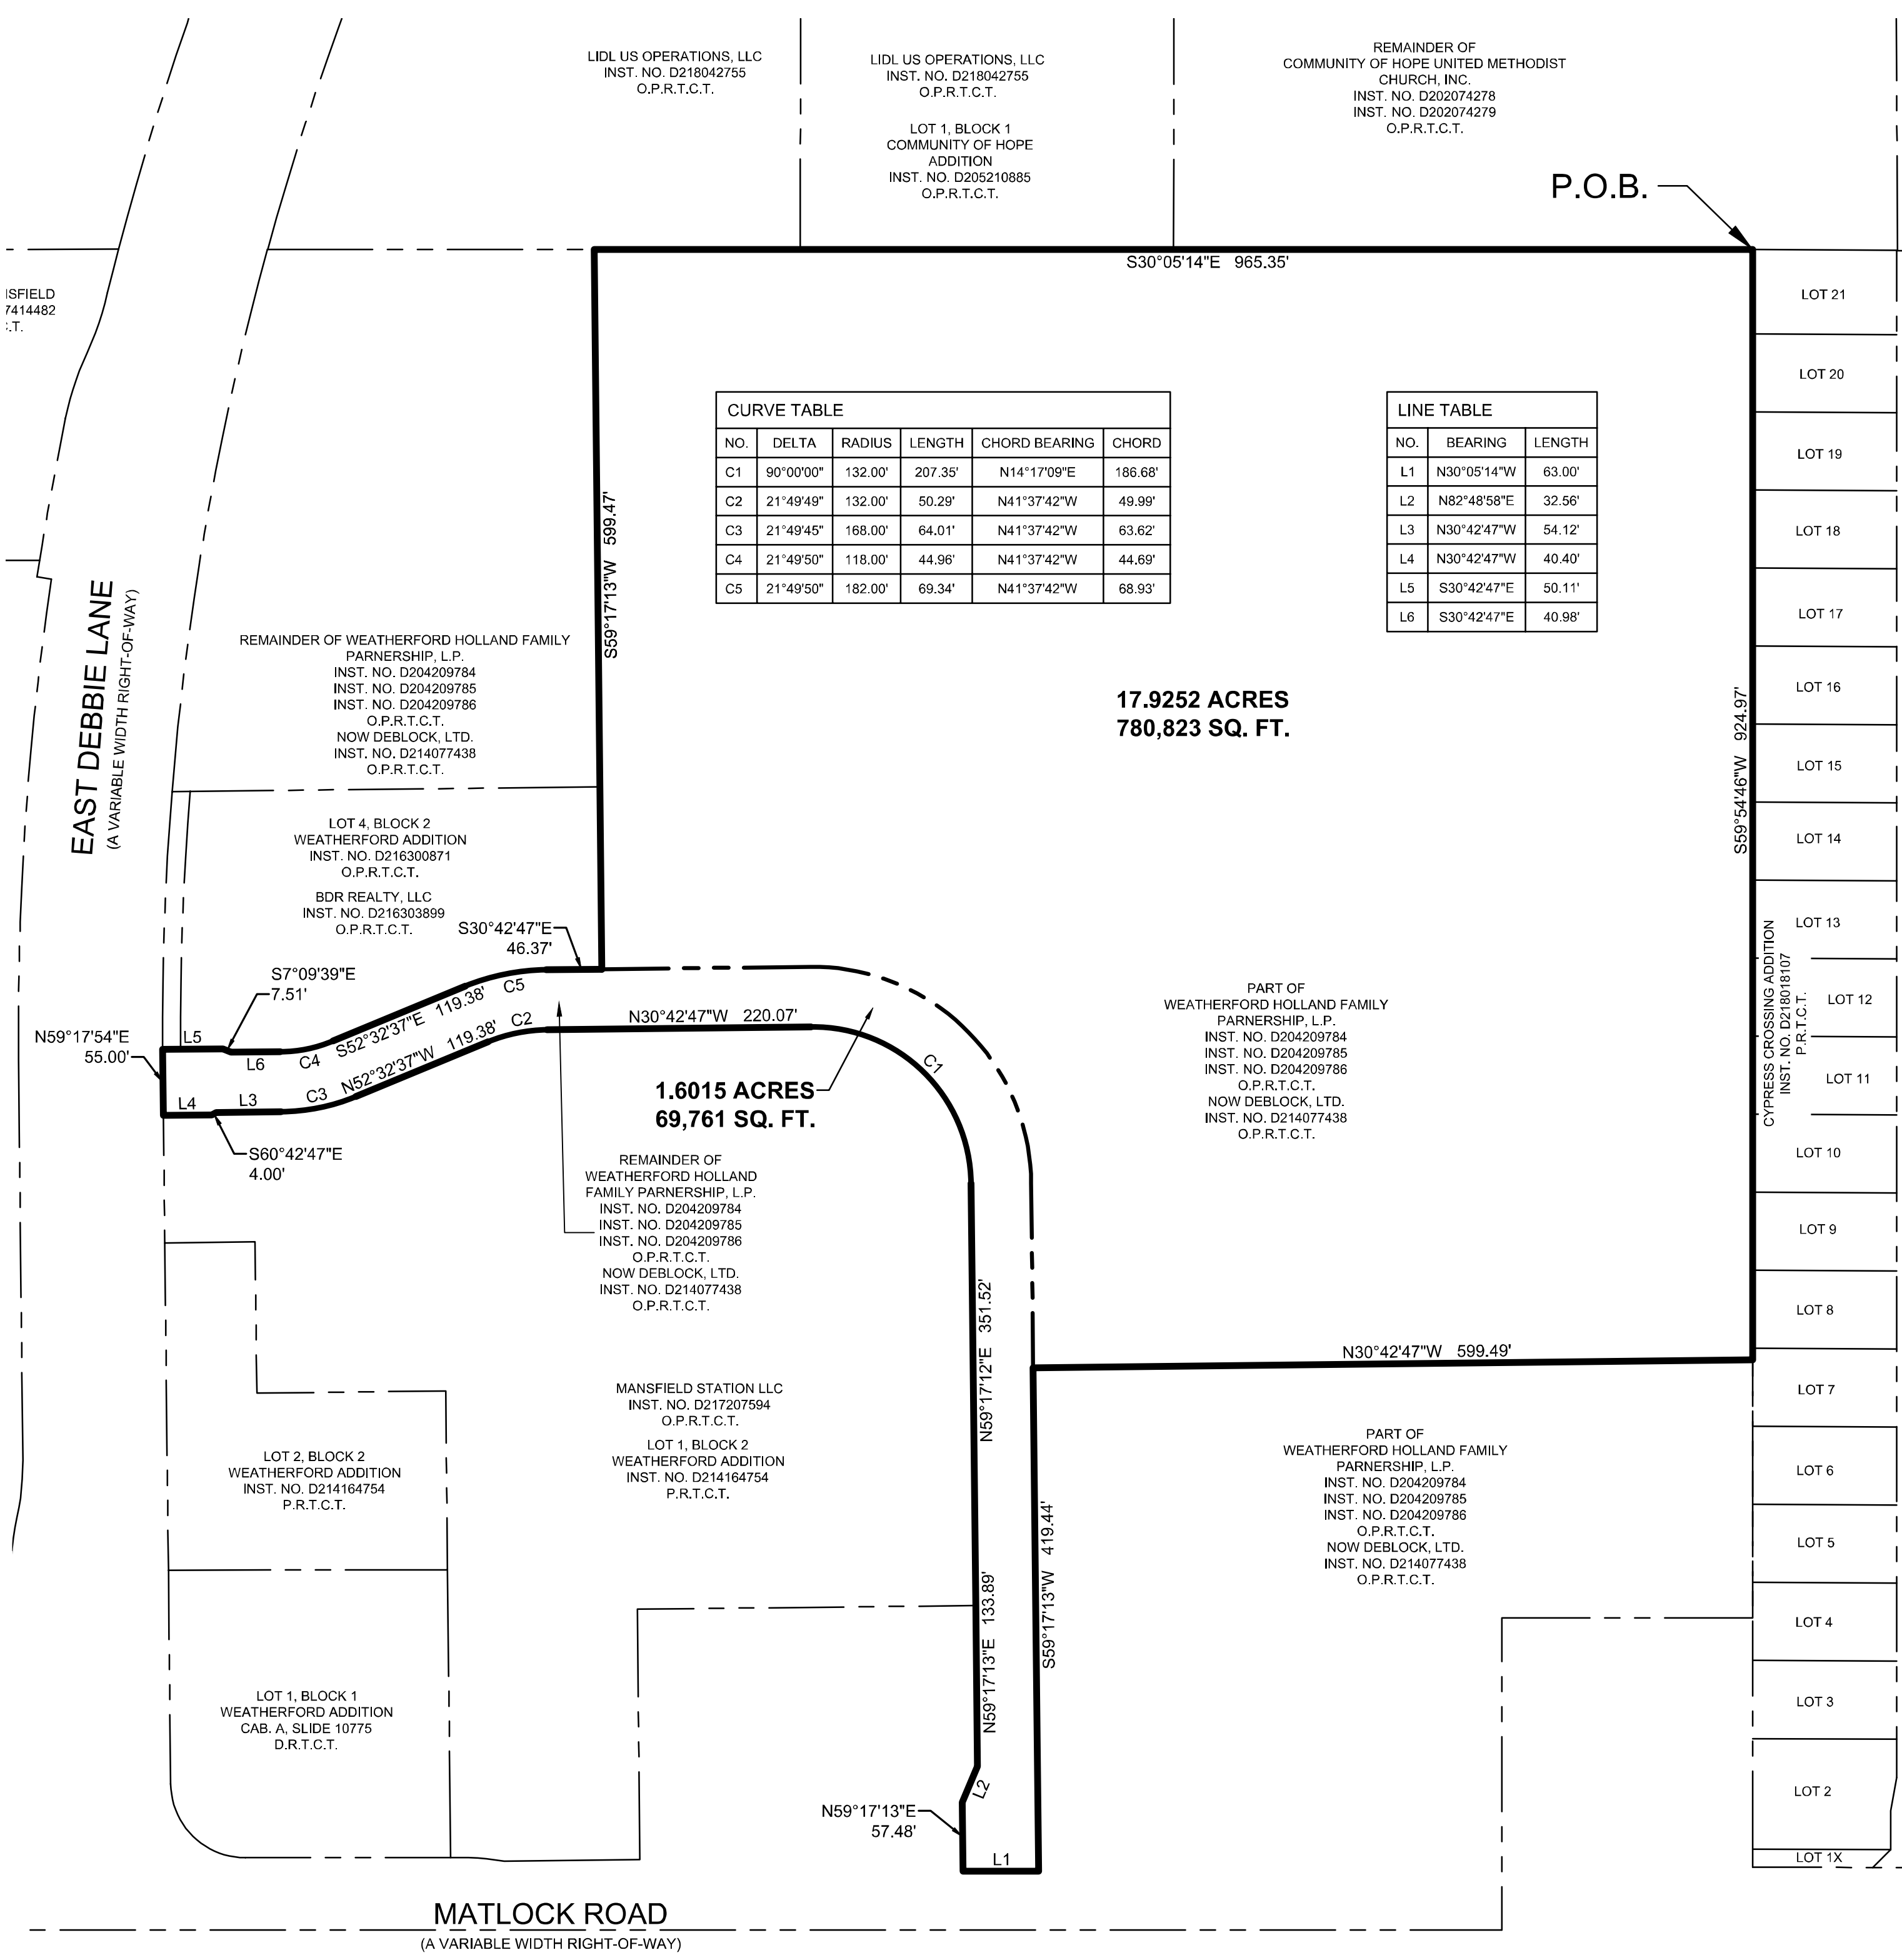 LIDL US OPERATIONS, LLC
INST. NO. D218042755
O.P.R.T.C.T.
LIDL US OPERATIONS, LLC
INST. NO. D218042755
O.P.R.T.C.T.
LOT 1, BLOCK 1
COMMUNITY OF HOPE
ADDITION
INST. NO. D205210885
O.P.R.T.C.T.
REMAINDER OF
COMMUNITY OF HOPE UNITED METHODIST
CHURCH, INC.
INST. NO. D202074278
INST. NO. D202074279
O.P.R.T.C.T.
P.O.B.
S30°05'14"E 965.35'
ISFIELD
7414482
C.T.
CURVE TABLE
NO. DELTA RADIUS LENGTH CHORD BEARING CHORD
C1 90°00'00" 132.00' 207.35' N14°17'09"E 186.68'
C2 21°49'49" 132.00' 50.29' N41°37'42"W 49.99'
C3 21°49'45" 168.00' 64.01' N41°37'42"W 63.62'
C4 21°49'50" 118.00' 44.96' N41°37'42"W 44.69'
C5 21°49'50" 182.00' 69.34' N41°37'42"W 68.93'
LINE TABLE
NO. BEARING LENGTH
L1 N30°05'14"W 63.00'
L2 N82°48'58"E 32.56'
L3 N30°42'47"W 54.12'
L4 N30°42'47"W 40.40'
L5 S30°42'47"E 50.11'
L6 S30°42'47"E 40.98'
S59°17'13"W 599.47'
EAST DEBBIE LANE
(A VARIABLE WIDTH RIGHT-OF-WAY)
REMAINDER OF WEATHERFORD HOLLAND FAMILY
PARNERSHIP, L.P.
INST. NO. D204209784
INST. NO. D204209785
INST. NO. D204209786
O.P.R.T.C.T.
NOW DEBLOCK, LTD.
INST. NO. D214077438
O.P.R.T.C.T.
17.9252 ACRES
780,823 SQ. FT.
S59°54'46"W 924.97'
LOT 4, BLOCK 2
WEATHERFORD ADDITION
INST. NO. D216300871
O.P.R.T.C.T.
BDR REALTY, LLC
INST. NO. D216303899
O.P.R.T.C.T.
S30°42'47"E
46.37'
S7°09'39"E
7.51'
N59°17'54"E
55.00'
L5
L6
C4
S52°32'37"E 119.38'
C5
L4
L3
C3
N52°32'37"W 119.38'
C2
N30°42'47"W 220.07'
C1
S60°42'47"E
4.00'
1.6015 ACRES
69,761 SQ. FT.
REMAINDER OF
WEATHERFORD HOLLAND
FAMILY PARNERSHIP, L.P.
INST. NO. D204209784
INST. NO. D204209785
INST. NO. D204209786
O.P.R.T.C.T.
NOW DEBLOCK, LTD.
INST. NO. D214077438
O.P.R.T.C.T.
PART OF
WEATHERFORD HOLLAND FAMILY
PARNERSHIP, L.P.
INST. NO. D204209784
INST. NO. D204209785
INST. NO. D204209786
O.P.R.T.C.T.
NOW DEBLOCK, LTD.
INST. NO. D214077438
O.P.R.T.C.T.
N59°17'12"E 351.52'
N30°42'47"W 599.49'
MANSFIELD STATION LLC
INST. NO. D217207594
O.P.R.T.C.T.
LOT 1, BLOCK 2
WEATHERFORD ADDITION
INST. NO. D214164754
P.R.T.C.T.
LOT 2, BLOCK 2
WEATHERFORD ADDITION
INST. NO. D214164754
P.R.T.C.T.
PART OF
WEATHERFORD HOLLAND FAMILY
PARNERSHIP, L.P.
INST. NO. D204209784
INST. NO. D204209785
INST. NO. D204209786
O.P.R.T.C.T.
NOW DEBLOCK, LTD.
INST. NO. D214077438
O.P.R.T.C.T.
S59°17'13"W 419.44'
N59°17'13"E 133.89'
LOT 1, BLOCK 1
WEATHERFORD ADDITION
CAB. A, SLIDE 10775
D.R.T.C.T.
L2
N59°17'13"E
57.48'
L1
MATLOCK ROAD
(A VARIABLE WIDTH RIGHT-OF-WAY)
LOT 21
LOT 20
LOT 19
LOT 18
LOT 17
LOT 16
LOT 15
LOT 14
LOT 13
CYPRESS CROSSING ADDITION
INST. NO. D218018107
P.R.T.C.T.
LOT 12
LOT 11
LOT 10
LOT 9
LOT 8
LOT 7
LOT 6
LOT 5
LOT 4
LOT 3
LOT 2
LOT 1X